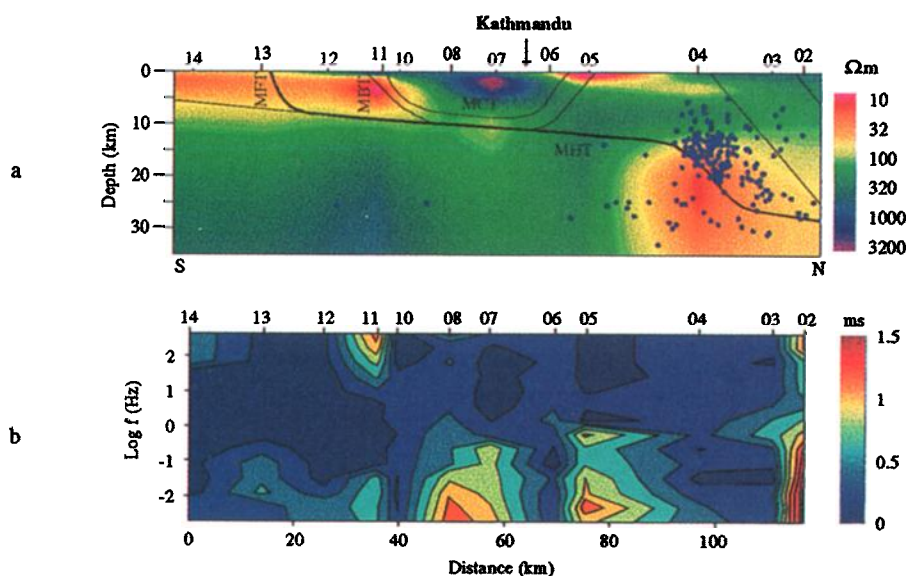 Kathmandu
14 13 12 11 10 08 07 06 05 04 03 02
Ωm
0
10
20
30
Depth (km)
MFT
MBT
MCT
MHT
10
32
100
320
1000
3200
a
S N
14 13 12 11 10 08 07 06 05 04 03 02
ms
2
1
0
-1
-2
Log f (Hz)
1.5
1
0.5
0
b
0 20 40 60 80 100
Distance (km)